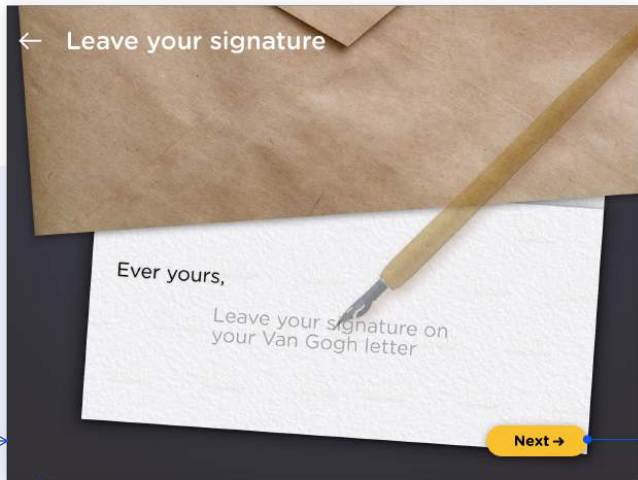 ← Leave your signature
Ever yours,
Leave your signature on
your Van Gogh letter
Next →